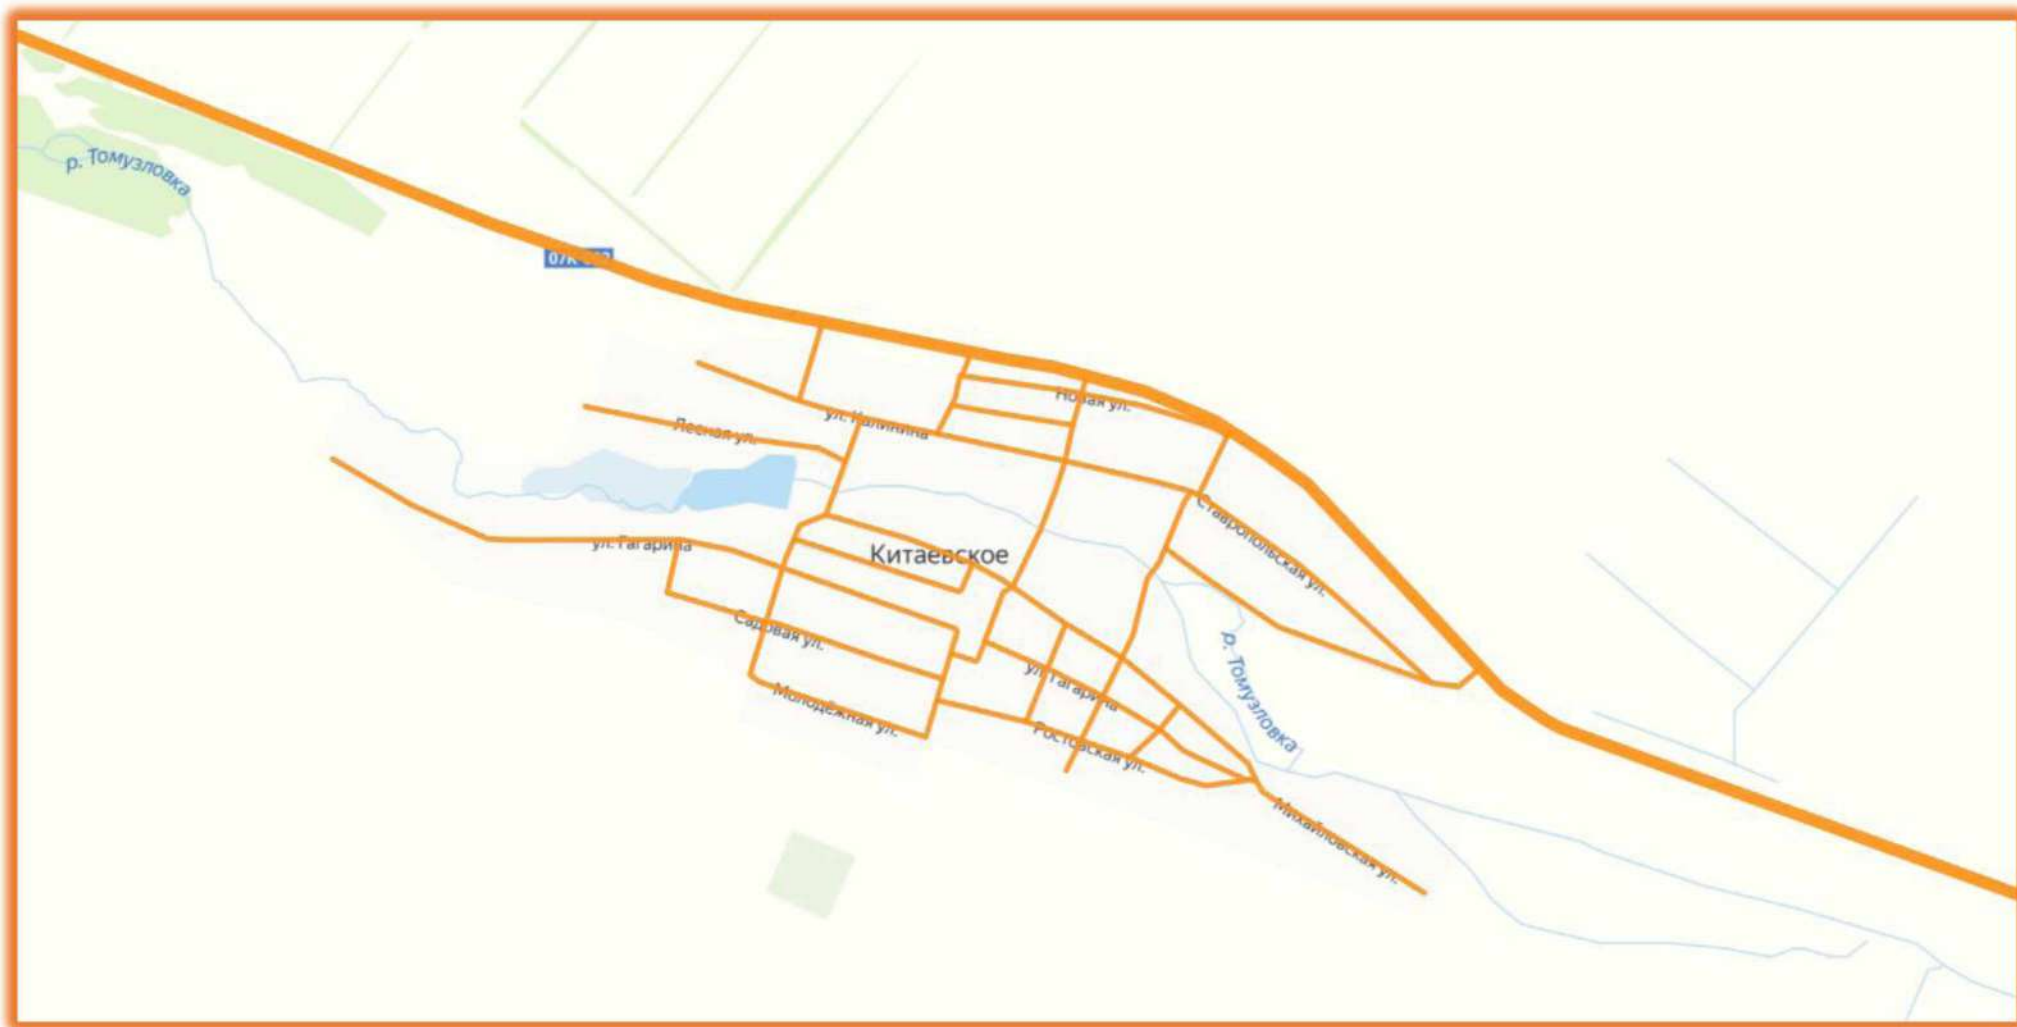 р. Томузловка
07К-
Новая ул.
ул. Калинина
Лесная ул.
Ставропольская ул.
ул. Гагарина
Китаевское
Садовая ул.
р. Томузловка
ул. Гагарина
Молодёжная ул.
Ростовская ул.
Михайловская ул.